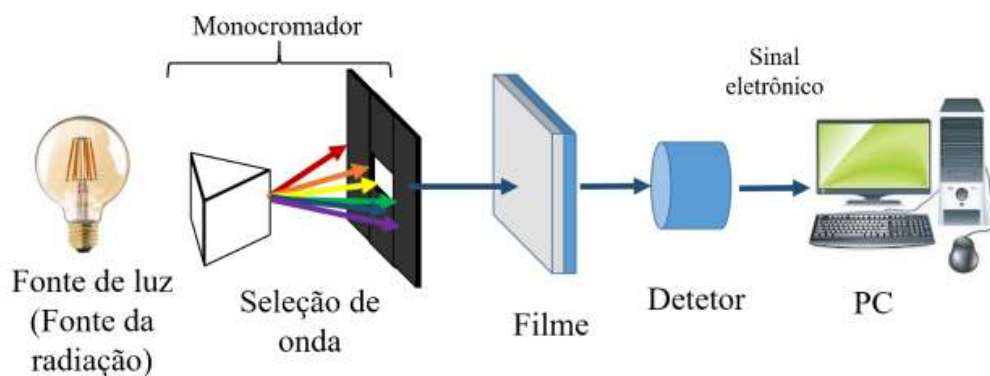 Monocromador
Sinal
eletrônico
Fonte de luz
(Fonte da
radiação)
Seleção de
onda
Filme
Detetor
PC